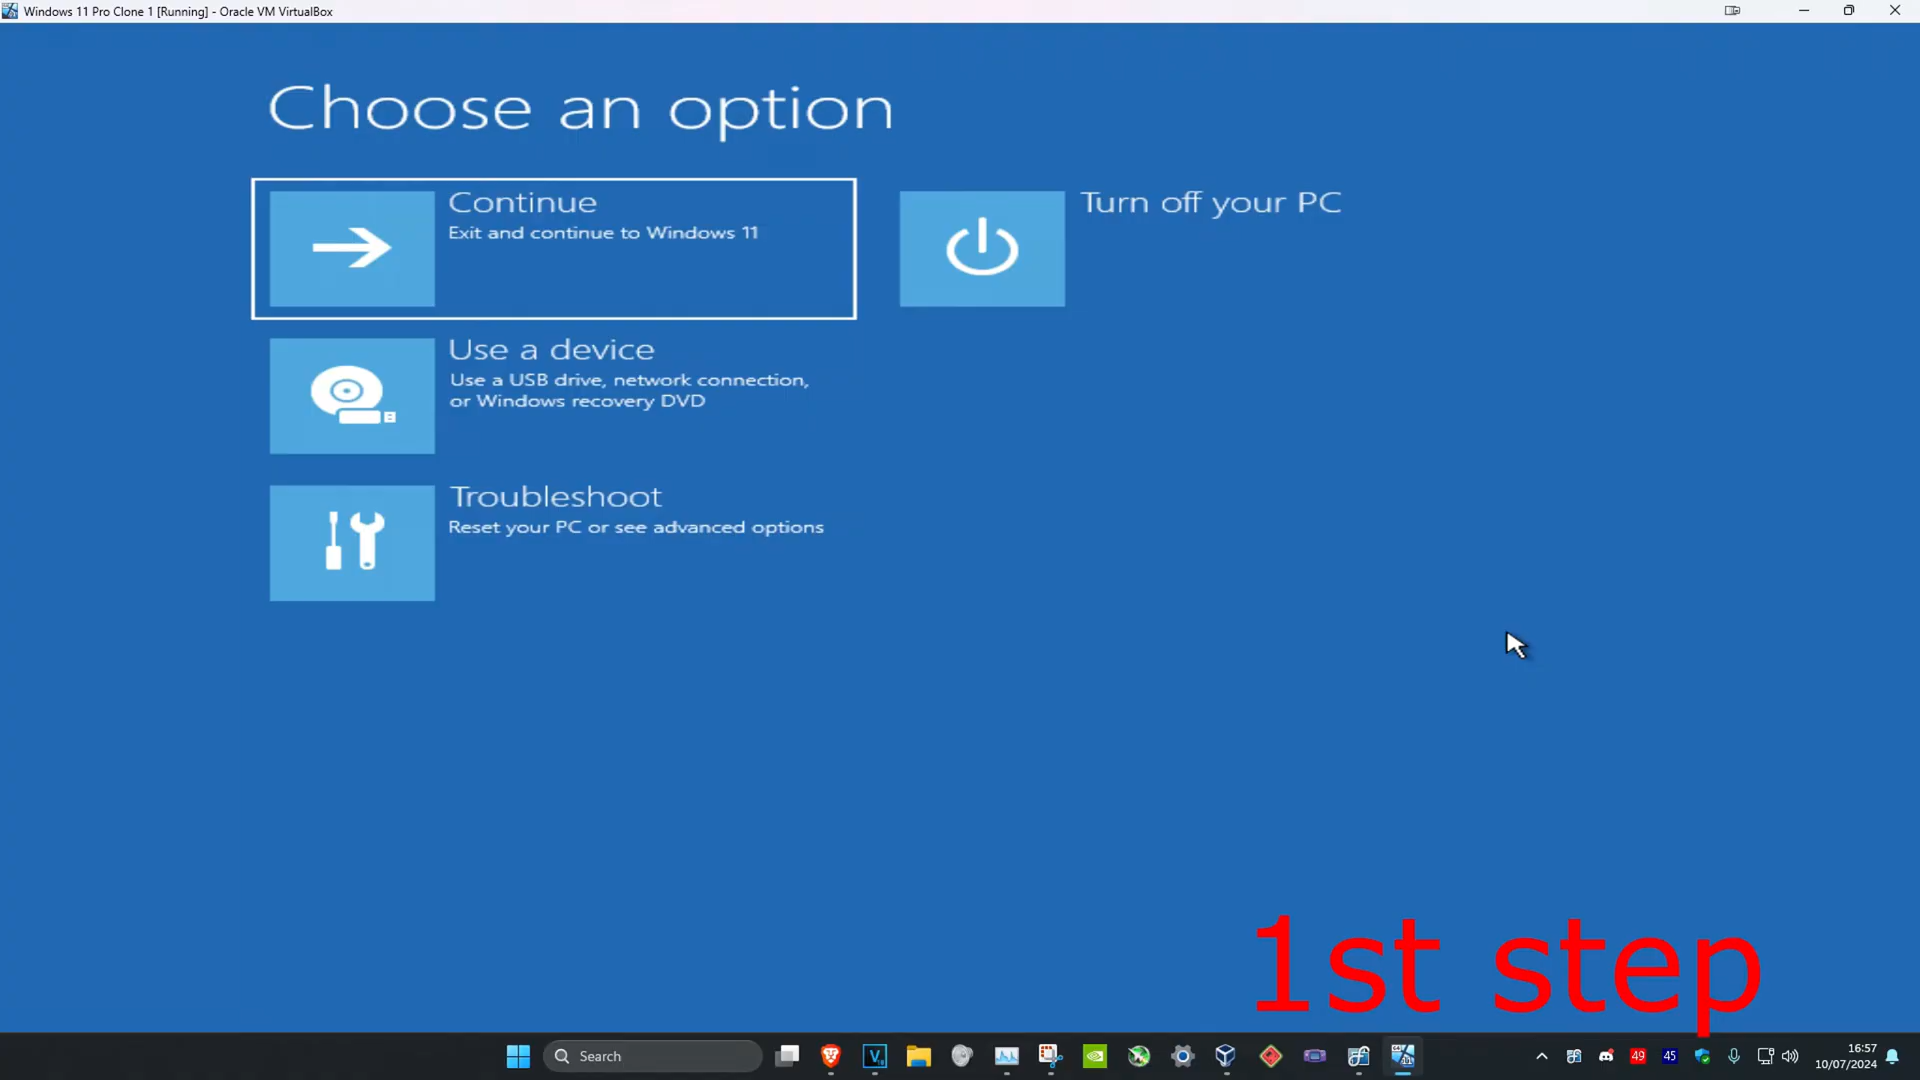 Windows 11 Pro Clone 1 [Running] - Oracle VM VirtualBox
Choose an option
Continue
Exit and continue to Windows 11
Turn off your PC
Use a device
Use a USB drive, network connection,
or Windows recovery DVD
Troubleshoot
Reset your PC or see advanced options
1st step
Search
49
45
16:57
10/07/2024